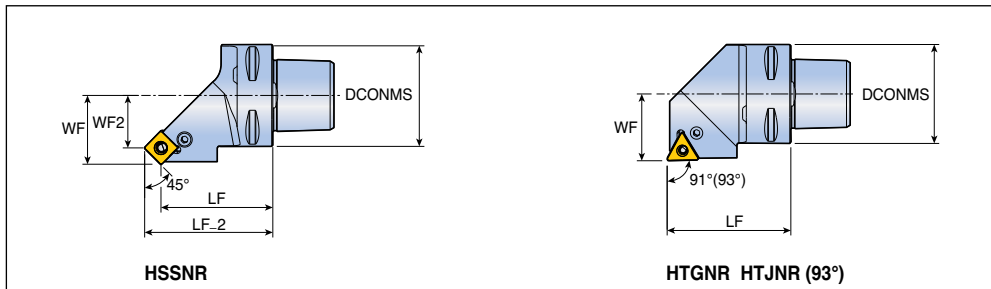 DCONMS
WF
WF2
45°
LF
LF_2
HSSNR
DCONMS
WF
91°(93°)
LF
HTGNR HTJNR (93°)